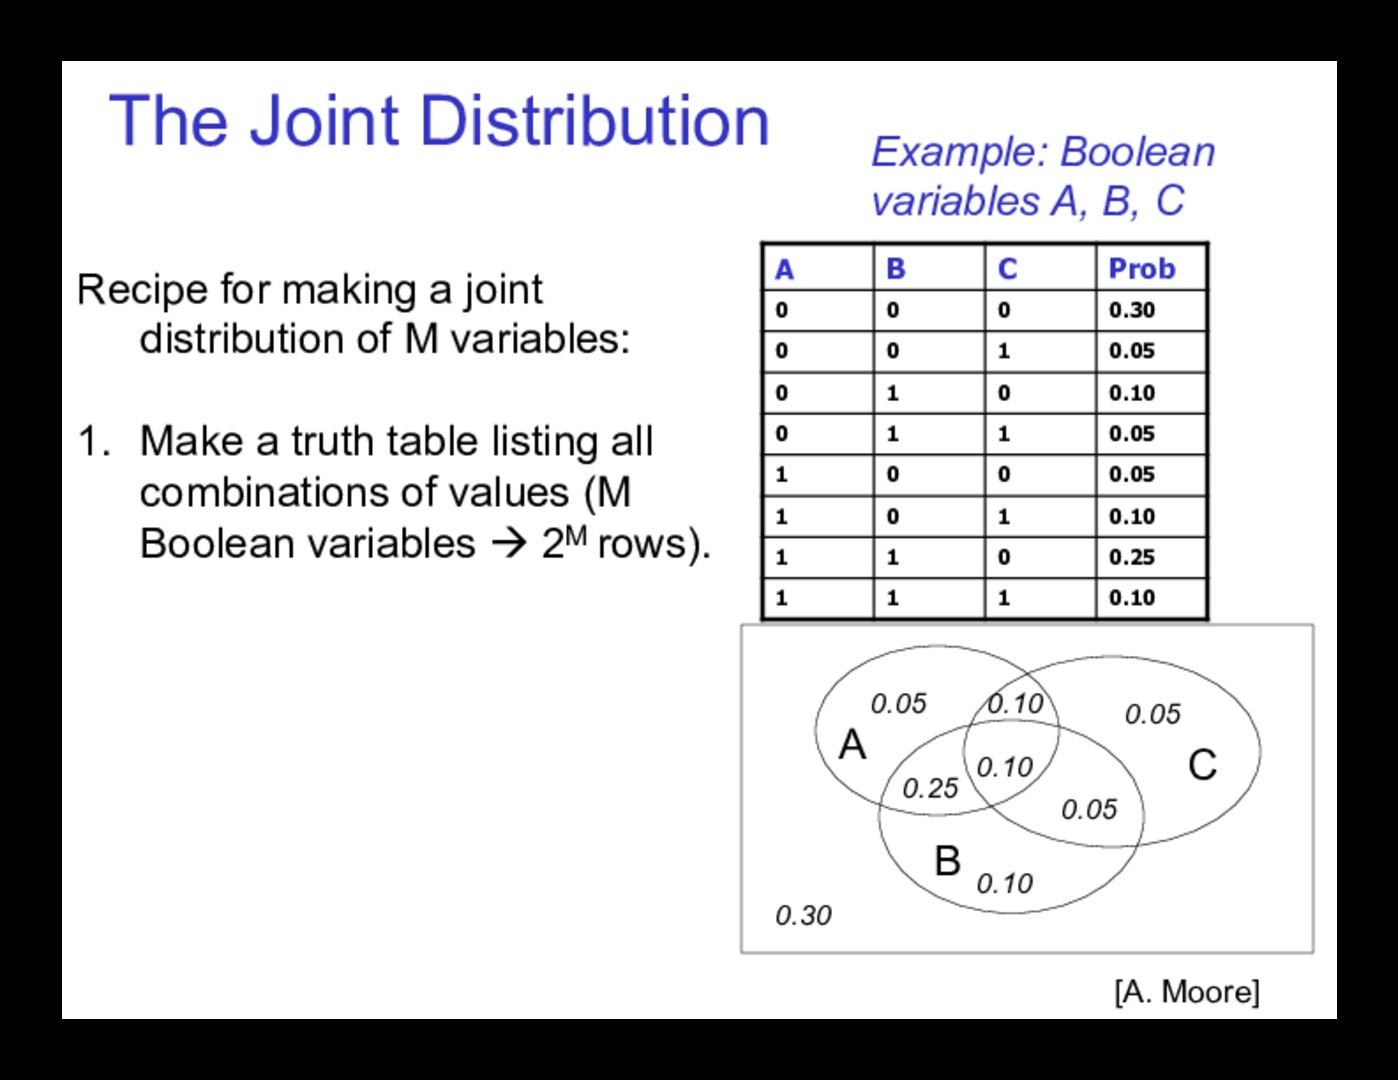 The Joint Distribution
Example: Boolean
variables A, B, C
Recipe for making a joint
distribution of M variables:
1. Make a truth table listing all
combinations of values (M
Boolean variables → 2ᴹ rows).
A B C Prob
0 0 0 0.30
0 0 1 0.05
0 1 0 0.10
0 1 1 0.05
1 0 0 0.05
1 0 1 0.10
1 1 0 0.25
1 1 1 0.10
0.05 0.10 0.05
A C
0.25 0.10 0.05
B 0.10
0.30
[A. Moore]